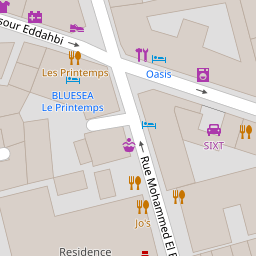 sour Eddahbi
Les Printemps
Oasis
BLUESEA
Le Printemps
SIXT
Rue Mohammed El B
Jo's
Residence